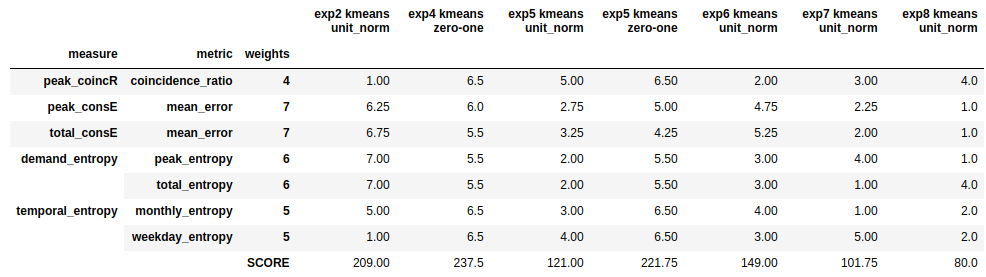 exp2 kmeans exp4 kmeans exp5 kmeans exp5 kmeans exp6 kmeans exp7 kmeans exp8 kmeans
unit_norm zero-one unit_norm zero-one unit_norm unit_norm unit_norm
measure metric weights
peak_coincR coincidence_ratio 4 1.00 6.5 5.00 6.50 2.00 3.00 4.0
peak_consE mean_error 7 6.25 6.0 2.75 5.00 4.75 2.25 1.0
total_consE mean_error 7 6.75 5.5 3.25 4.25 5.25 2.00 1.0
demand_entropy peak_entropy 6 7.00 5.5 2.00 5.50 3.00 4.00 1.0
total_entropy 6 7.00 5.5 2.00 5.50 3.00 1.00 4.0
temporal_entropy monthly_entropy 5 5.00 6.5 3.00 6.50 4.00 1.00 2.0
weekday_entropy 5 1.00 6.5 4.00 6.50 3.00 5.00 2.0
SCORE 209.00 237.5 121.00 221.75 149.00 101.75 80.0